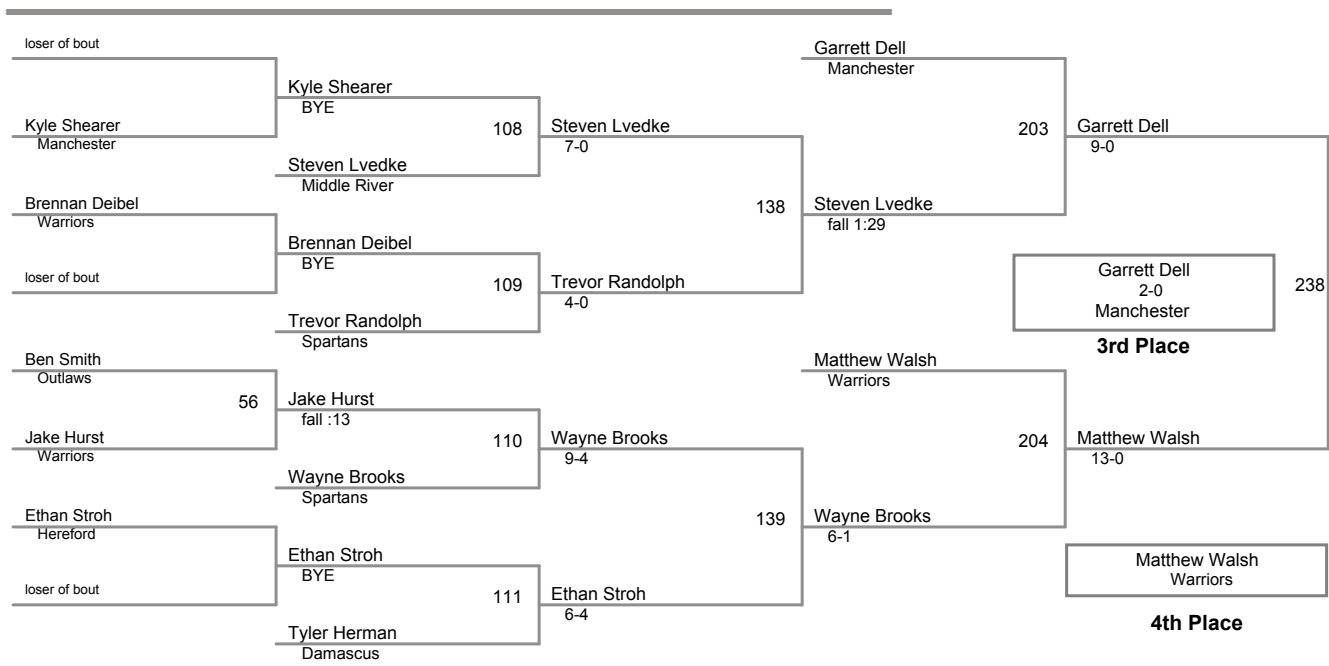 loser of bout
Kyle Shearer
Manchester
Brennan Deibel
Warriors
loser of bout
Ben Smith
Outlaws
56
Jake Hurst
Warriors
Ethan Stroh
Hereford
loser of bout
Kyle Shearer
BYE
108
Steven Lvedke
Middle River
Brennan Deibel
BYE
109
Trevor Randolph
Spartans
Jake Hurst
fall :13
110
Wayne Brooks
Spartans
Ethan Stroh
BYE
111
Tyler Herman
Damascus
Steven Lvedke
7-0
138
Trevor Randolph
4-0
Wayne Brooks
9-4
139
Ethan Stroh
6-4
Garrett Dell
Manchester
203
Steven Lvedke
fall 1:29
Matthew Walsh
Warriors
204
Wayne Brooks
6-1
Garrett Dell
9-0
238
Matthew Walsh
13-0
Garrett Dell
2-0
Manchester
3rd Place
Matthew Walsh
Warriors
4th Place